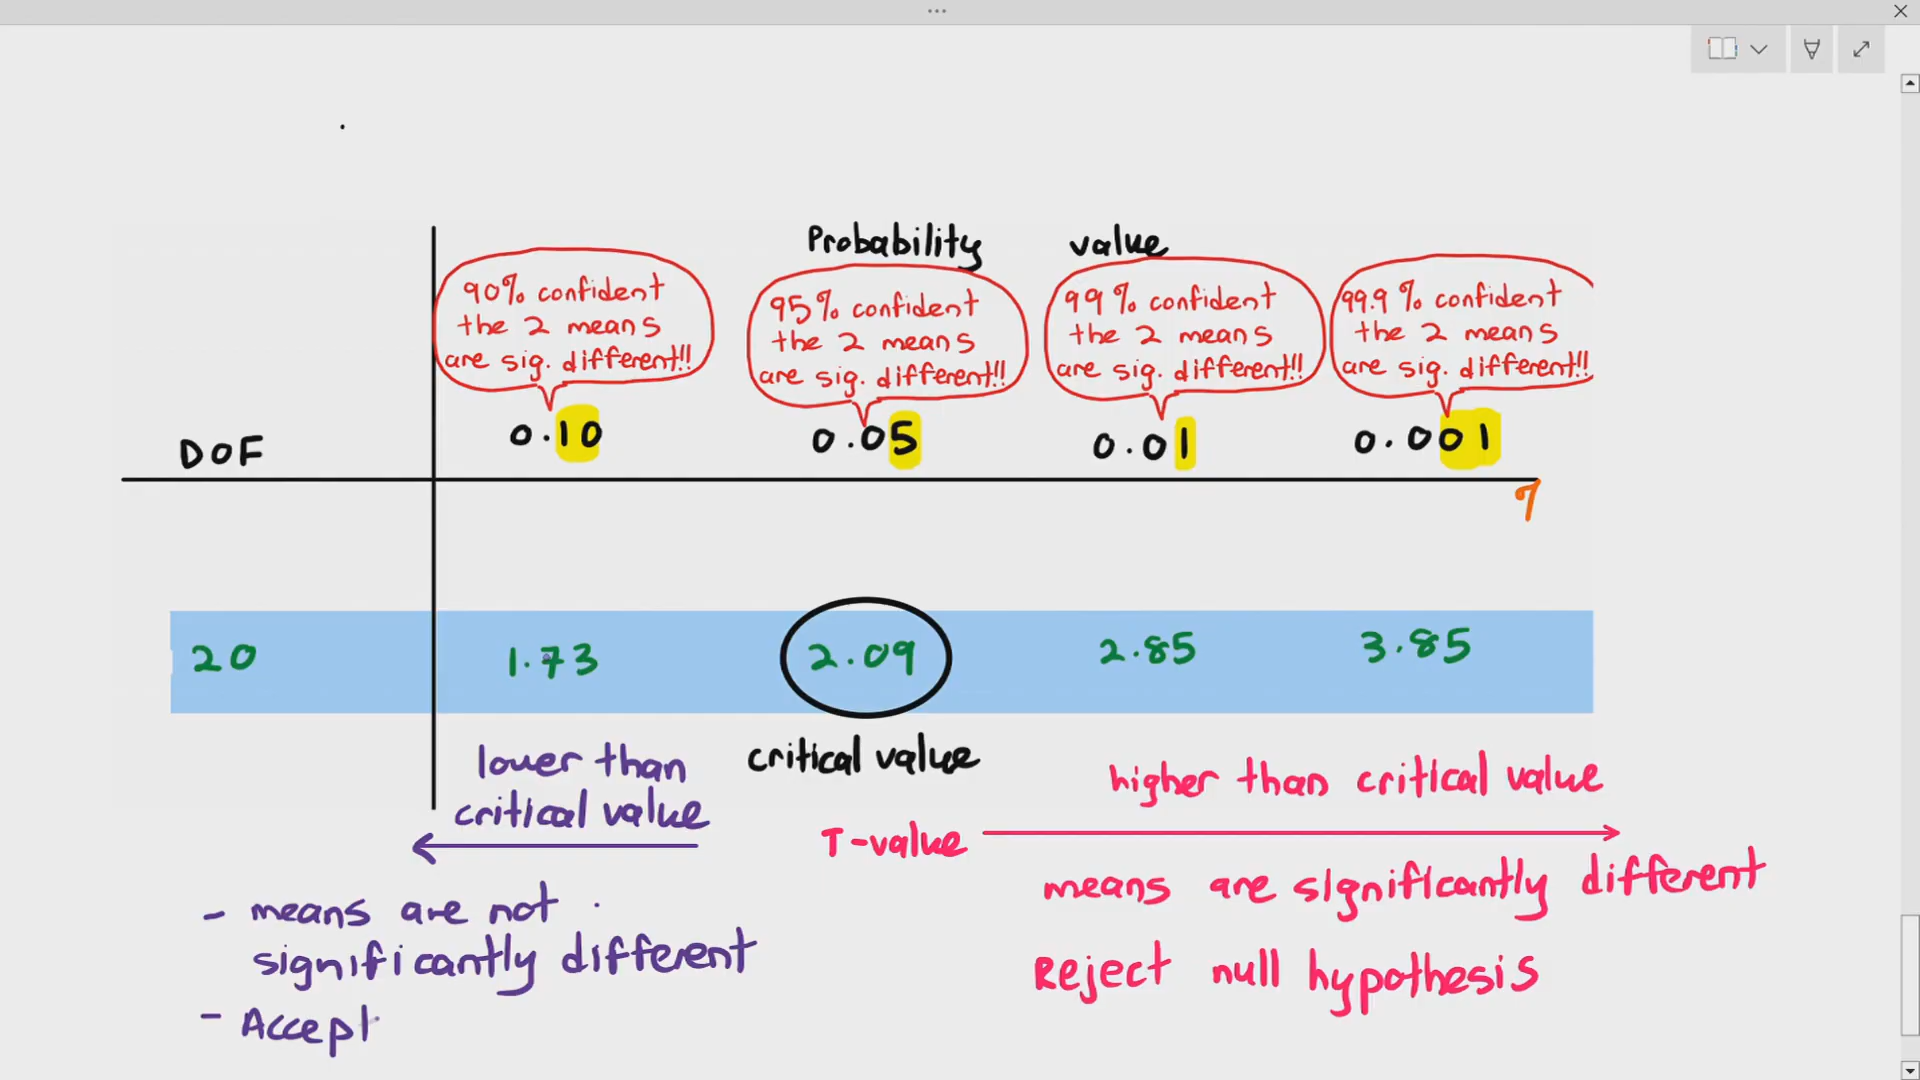 Probability value
90% confident
the 2 means
are sig. different!!
95% confident
the 2 means
are sig. different!!
99% confident
the 2 means
are sig. different!!
99.9% confident
the 2 means
are sig. different!!
DOF 0.10 0.05 0.01 0.001
7
20 1.73 2.09 2.85 3.85
lower than
critical value
critical value
higher than critical value
T-value
means are significantly different
Reject null hypothesis
- means are not
significantly different
- Accept